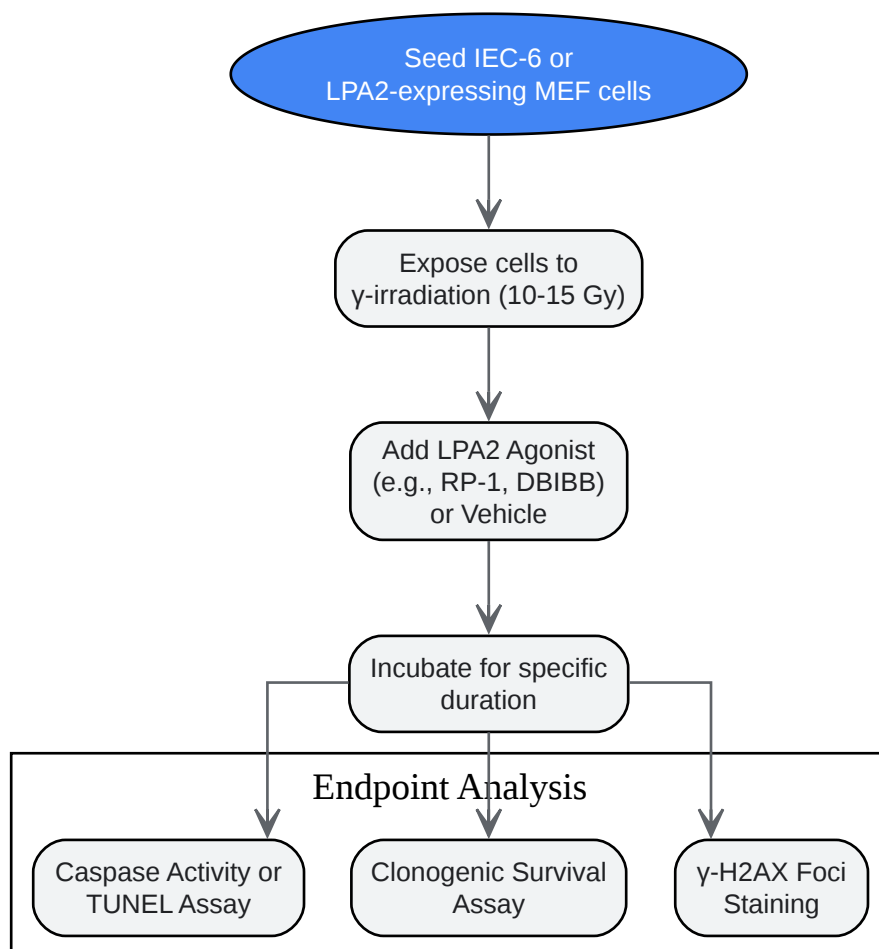 Seed IEC-6 or
LPA2-expressing MEF cells
Expose cells to
γ-irradiation (10-15 Gy)
Add LPA2 Agonist
(e.g., RP-1, DBIBB)
or Vehicle
Incubate for specific
duration
Endpoint Analysis
Caspase Activity or
TUNEL Assay
Clonogenic Survival
Assay
γ-H2AX Foci
Staining